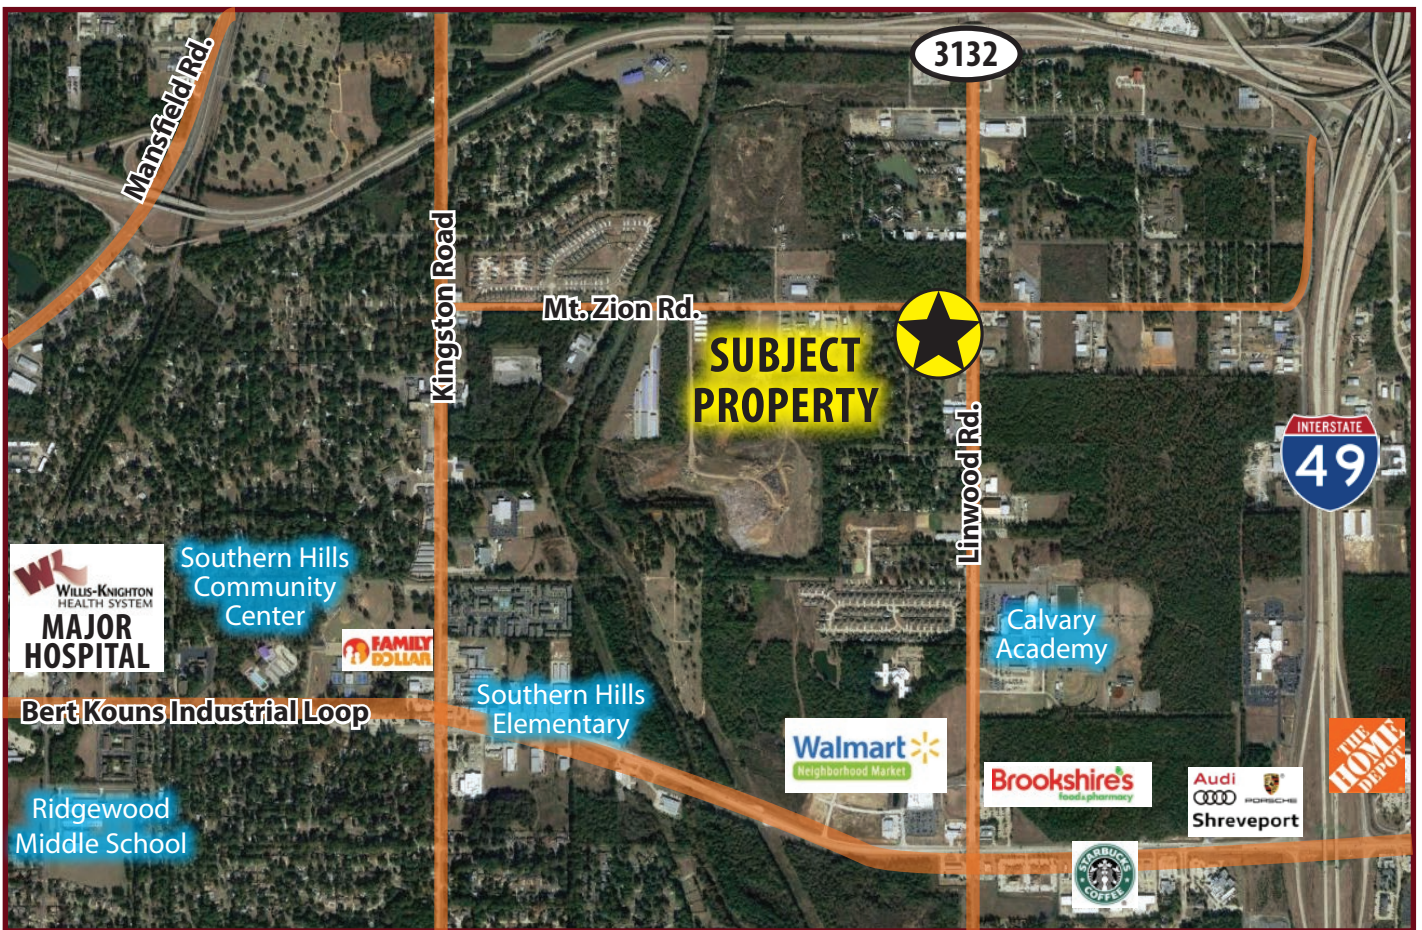 Mansfield Rd.
3132
Kingston Road
Mt. Zion Rd.
SUBJECT
PROPERTY
Linwood Rd.
INTERSTATE
49
WK
WILLIS-KNIGHTON
HEALTH SYSTEM
MAJOR
HOSPITAL
Southern Hills
Community
Center
FAMILY
DOLLAR
Calvary
Academy
Bert Kouns Industrial Loop
Southern Hills
Elementary
Walmart
Neighborhood Market
Brookshire's
food & pharmacy
Audi
PORSCHE
Shreveport
THE
HOME
DEPOT
Ridgewood
Middle School
STARBUCKS
COFFEE